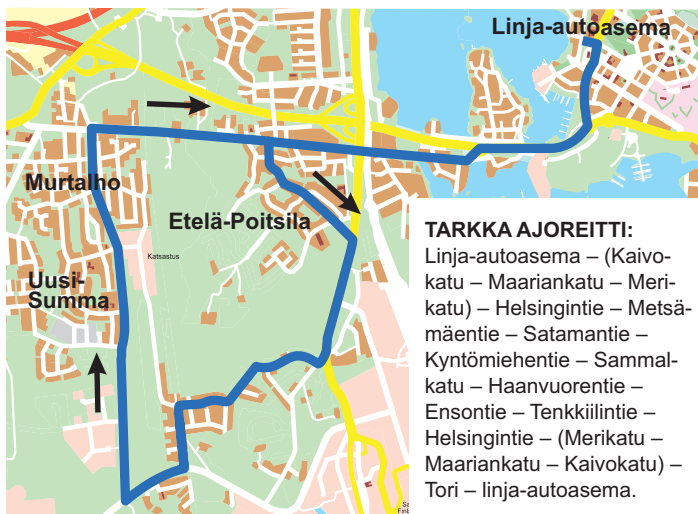 Linja-autoasema
Murtalho
Etelä-Poitsila
Katsastus
Uusi-
Summa
TARKKA AJOREITTI:
Linja-autoasema – (Kaivo-
katu – Maariankatu – Meri-
katu) – Helsingintie – Metsä-
mäentie – Satamantie –
Kyntömiehentie – Sammal-
katu – Haanvuorentie –
Ensontie – Tenkkiilintie –
Helsingintie – (Merikatu –
Maariankatu – Kaivokatu) –
Tori – linja-autoasema.